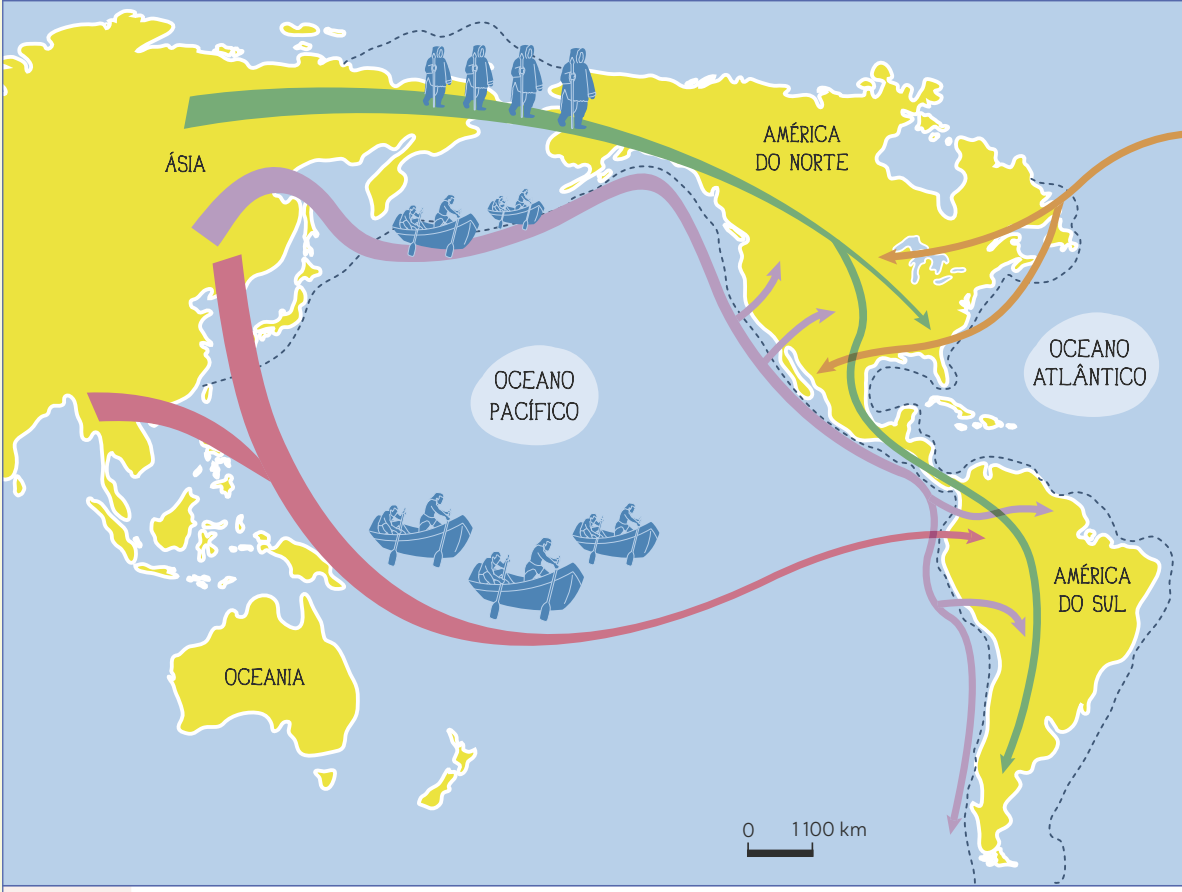 AMÉRICA
DO NORTE
ÁSIA
OCEANO
ATLÂNTICO
OCEANO
PACÍFICO
AMÉRICA
DO SUL
OCEANIA
0 1100 km